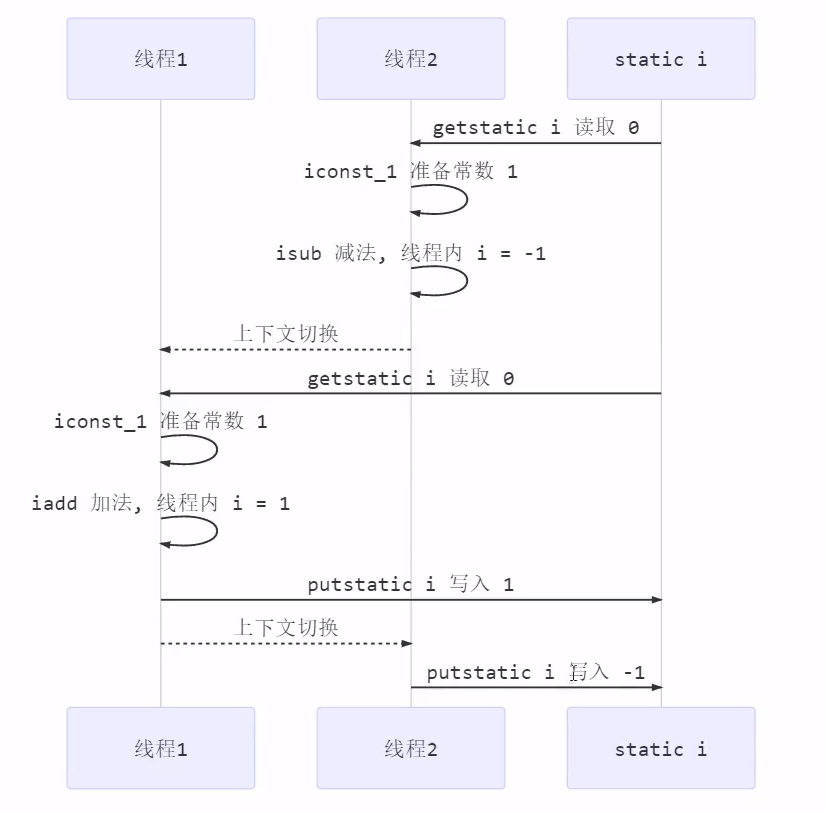 线程1
线程2
static i
getstatic i 读取 0
iconst_1 准备常数 1
isub 减法, 线程内 i = -1
上下文切换
getstatic i 读取 0
iconst_1 准备常数 1
iadd 加法, 线程内 i = 1
putstatic i 写入 1
上下文切换
putstatic i 写入 -1
线程1
线程2
static i